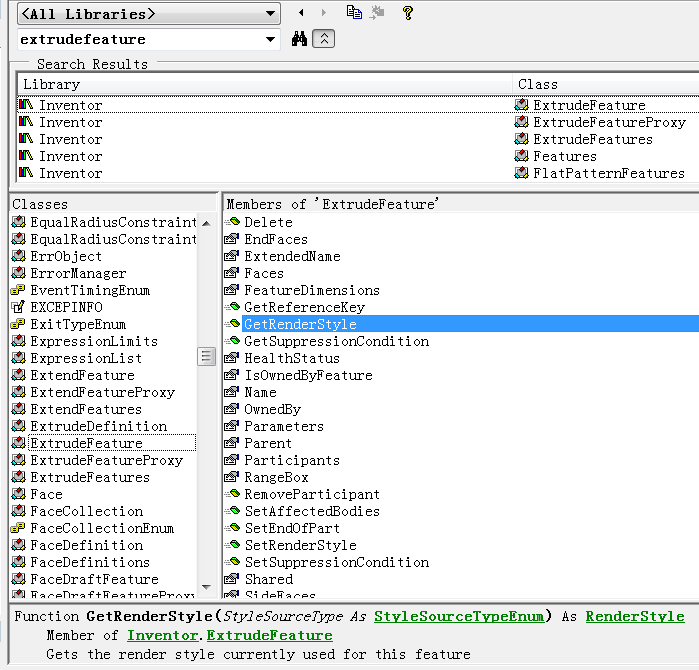 <All Libraries>
extrudefeature
Search Results
Library Class
Inventor ExtrudeFeature
Inventor ExtrudeFeatureProxy
Inventor ExtrudeFeatures
Inventor Features
Inventor FlatPatternFeatures
Classes
EqualRadiusConstraint
EqualRadiusConstraint
ErrObject
ErrorManager
EventTimingEnum
EXCEPINFO
ExitTypeEnum
ExpressionLimits
ExpressionList
ExtendFeature
ExtendFeatureProxy
ExtendFeatures
ExtrudeDefinition
ExtrudeFeature
ExtrudeFeatureProxy
ExtrudeFeatures
Face
FaceCollection
FaceCollectionEnum
FaceDefinition
FaceDefinitions
FaceDraftFeature
FaceDraftFeatureProxy
Members of 'ExtrudeFeature'
Delete
EndFaces
ExtendedName
Faces
FeatureDimensions
GetReferenceKey
GetRenderStyle
GetSuppressionCondition
HealthStatus
IsOwnedByFeature
Name
OwnedBy
Parameters
Parent
Participants
RangeBox
RemoveParticipant
SetAffectedBodies
SetEndOfPart
SetRenderStyle
SetSuppressionCondition
Shared
SideFaces
Function GetRenderStyle(StyleSourceType As StyleSourceTypeEnum) As RenderStyle
Member of Inventor.ExtrudeFeature
Gets the render style currently used for this feature